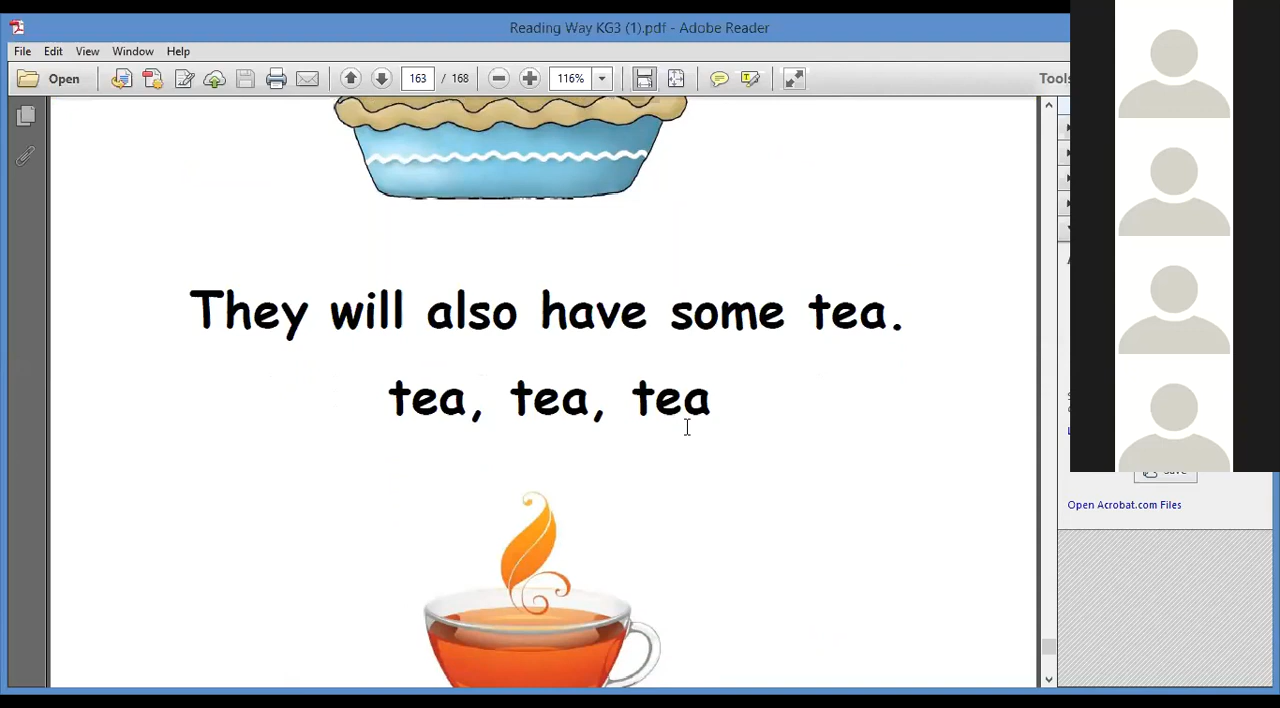 Reading Way KG3 (1).pdf - Adobe Reader
File Edit View Window Help
Open 163 / 168 116% Tools
They will also have some tea.
tea, tea, tea
Save
Open Acrobat.com Files